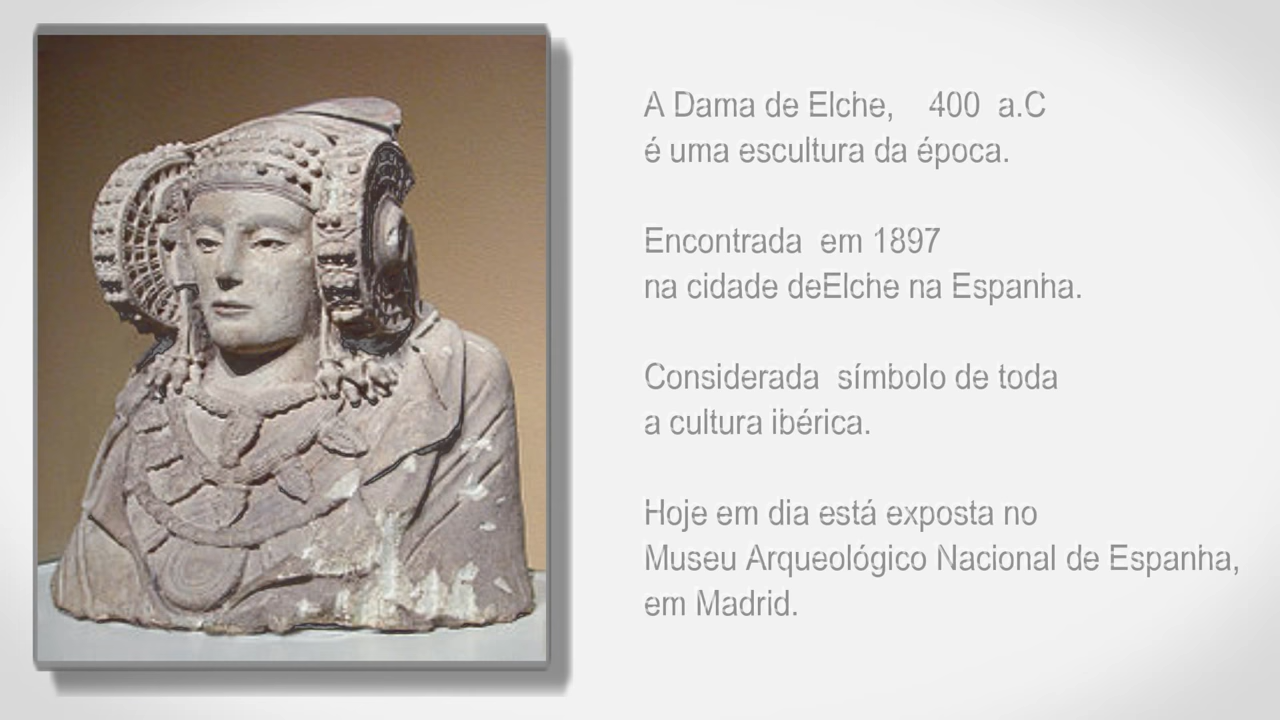 A Dama de Elche, 400 a.C
é uma escultura da época.
Encontrada em 1897
na cidade deElche na Espanha.
Considerada símbolo de toda
a cultura ibérica.
Hoje em dia está exposta no
Museu Arqueológico Nacional de Espanha,
em Madrid.